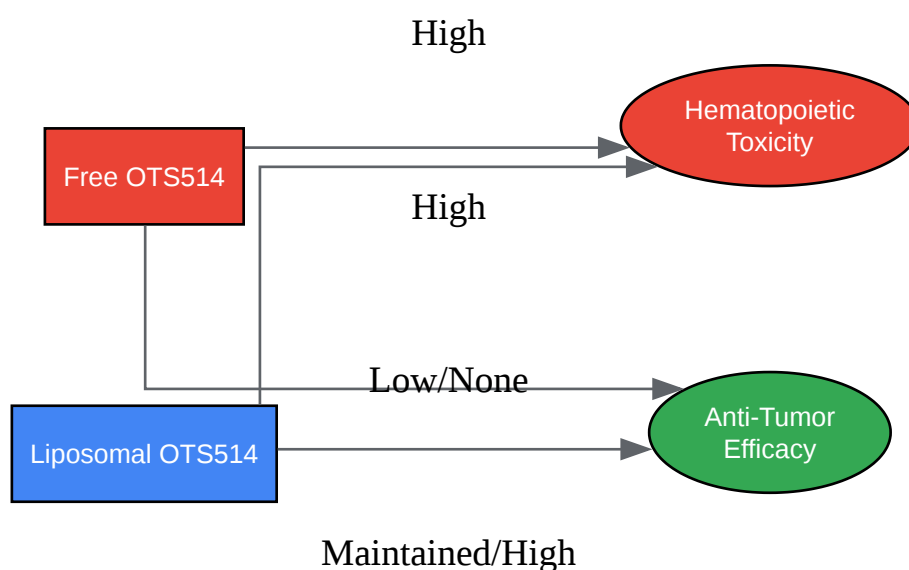 High
Hematopoietic
Toxicity
Free OTS514
High
Low/None
Anti-Tumor
Efficacy
Liposomal OTS514
Maintained/High